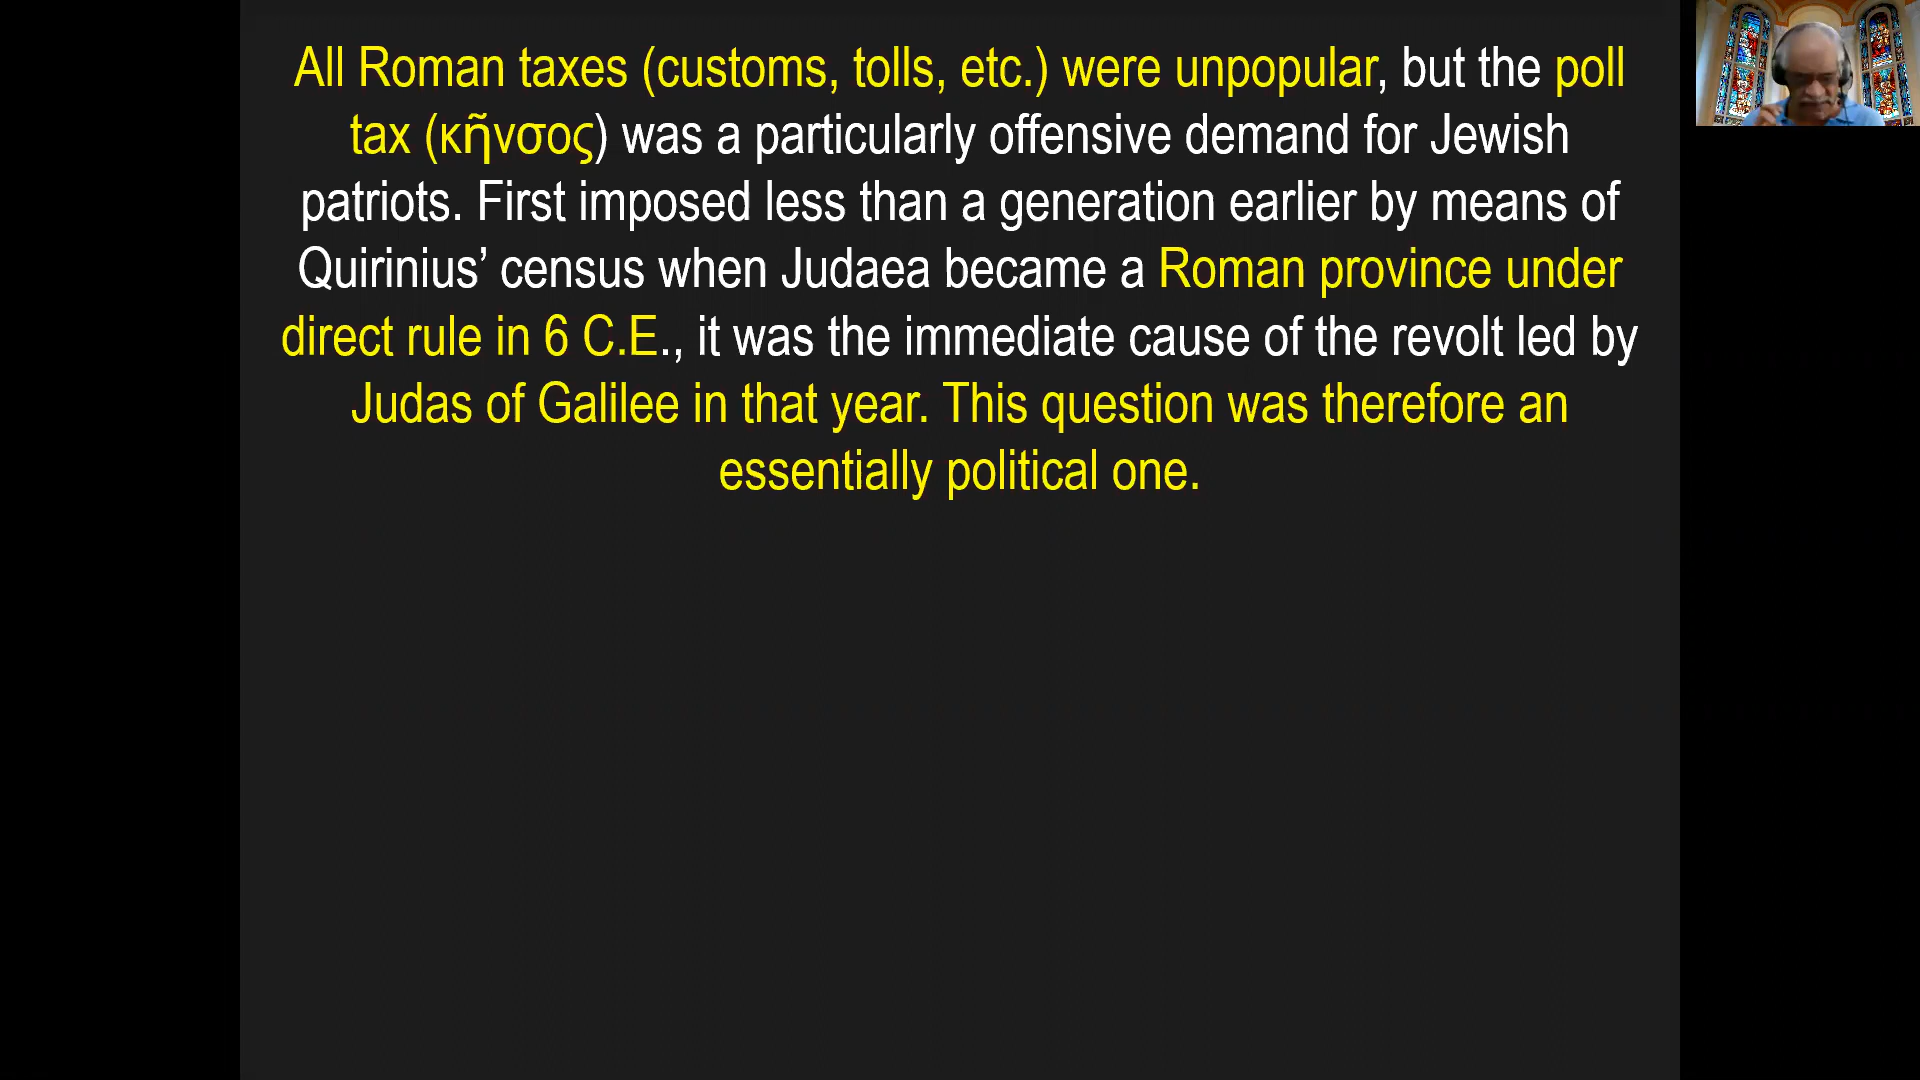 All Roman taxes (customs, tolls, etc.) were unpopular, but the poll
tax (κῆνσος) was a particularly offensive demand for Jewish
patriots. First imposed less than a generation earlier by means of
Quirinius’ census when Judaea became a Roman province under
direct rule in 6 C.E., it was the immediate cause of the revolt led by
Judas of Galilee in that year. This question was therefore an
essentially political one.